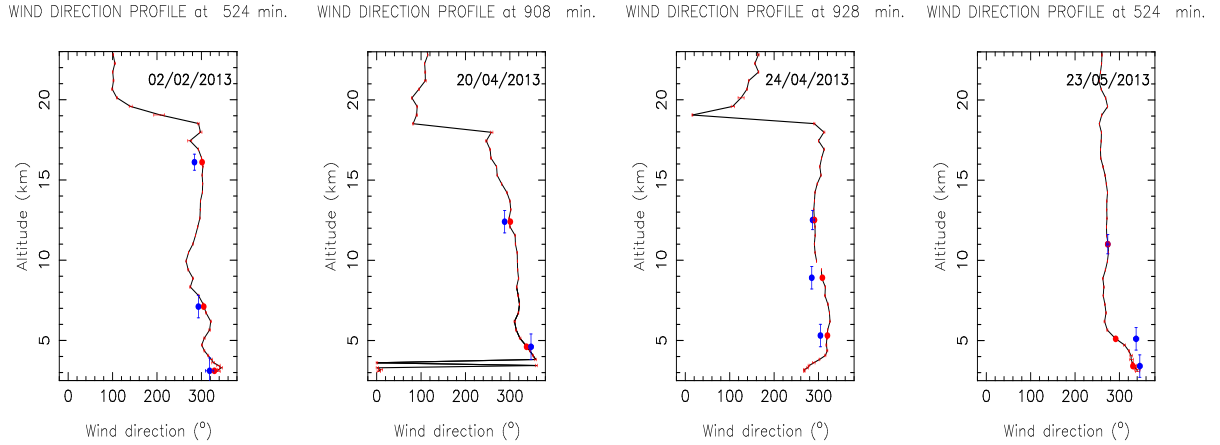 WIND DIRECTION PROFILE at 524 min.
02/02/2013
20
15
10
5
Altitude (km)
0 100 200 300
Wind direction (°)
WIND DIRECTION PROFILE at 908 min.
20/04/2013
20
15
10
5
Altitude (km)
0 100 200 300
Wind direction (°)
WIND DIRECTION PROFILE at 928 min.
24/04/2013
20
15
10
5
Altitude (km)
0 100 200 300
Wind direction (°)
WIND DIRECTION PROFILE at 524 min.
23/05/2013
20
15
10
5
Altitude (km)
0 100 200 300
Wind direction (°)